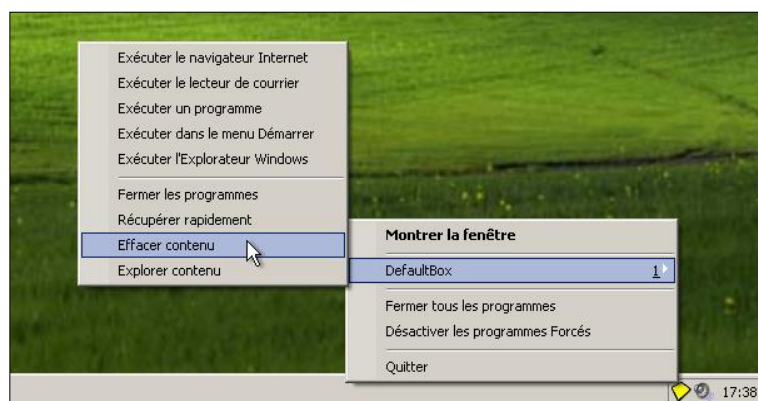 Exécuter le navigateur Internet
Exécuter le lecteur de courrier
Exécuter un programme
Exécuter dans le menu Démarrer
Exécuter l'Explorateur Windows
Fermer les programmes
Récupérer rapidement
Effacer contenu
Explorer contenu
Montrer la fenêtre
DefaultBox 1
Fermer tous les programmes
Désactiver les programmes Forcés
Quitter
17:38